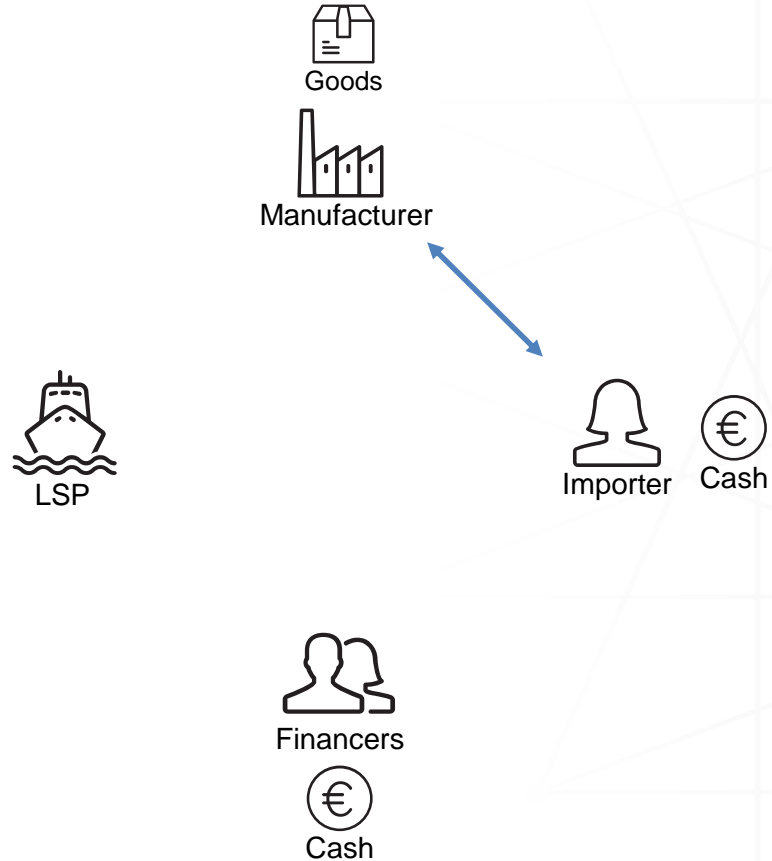 Goods
Manufacturer
LSP
Importer
Cash
Financers
Cash